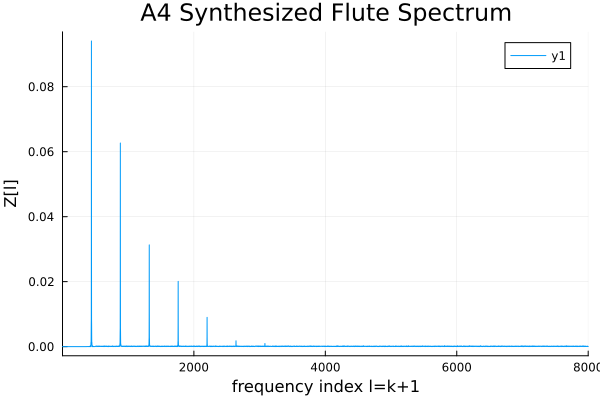 A4 Synthesized Flute Spectrum
y1
0.08
0.06
0.04
0.02
0.00
Z[l]
2000 4000 6000 8000
frequency index l=k+1